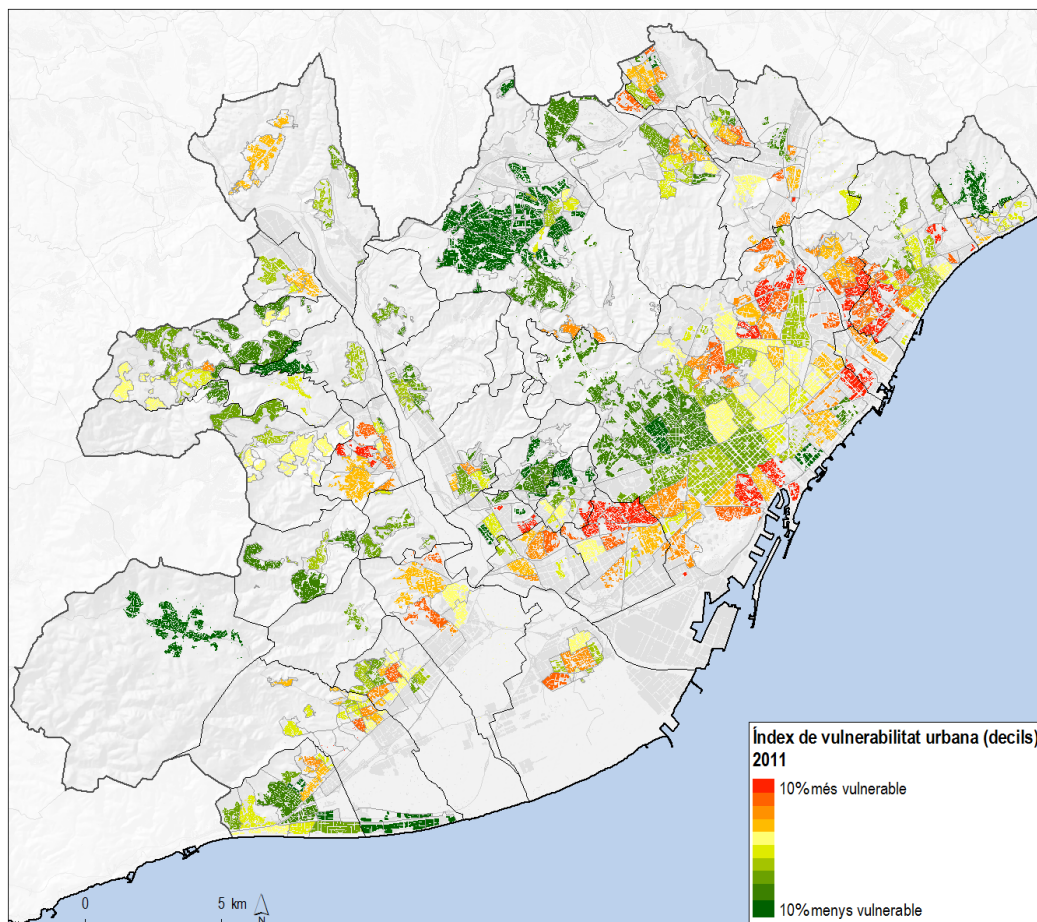 Índex de vulnerabilitat urbana (decils)
2011
10% més vulnerable
10% menys vulnerable
0 5 km
N